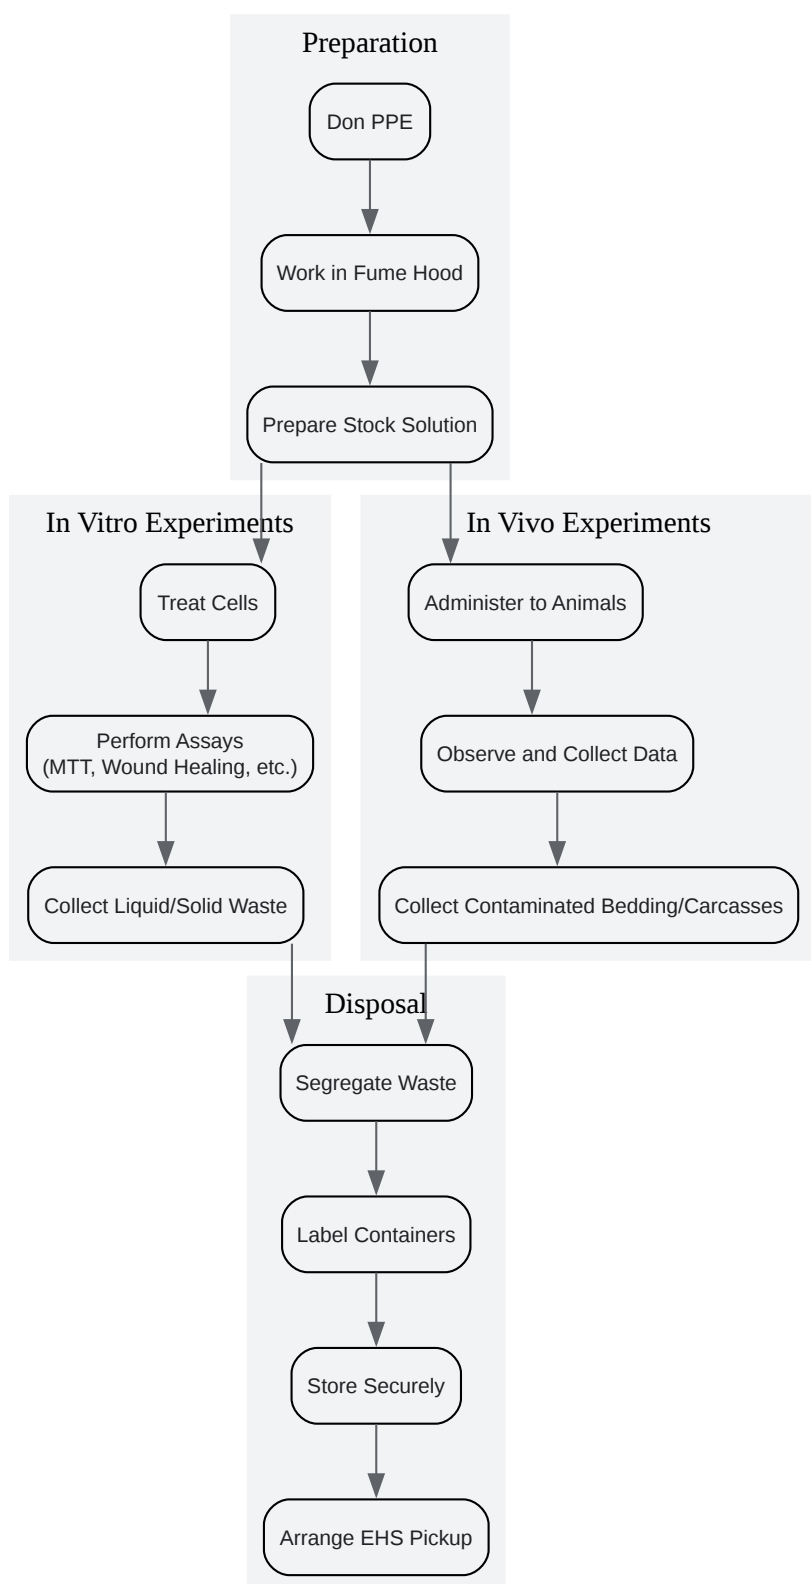 Preparation
Don PPE
Work in Fume Hood
Prepare Stock Solution
In Vitro Experiments
Treat Cells
Perform Assays
(MTT, Wound Healing, etc.)
Collect Liquid/Solid Waste
In Vivo Experiments
Administer to Animals
Observe and Collect Data
Collect Contaminated Bedding/Carcasses
Disposal
Segregate Waste
Label Containers
Store Securely
Arrange EHS Pickup